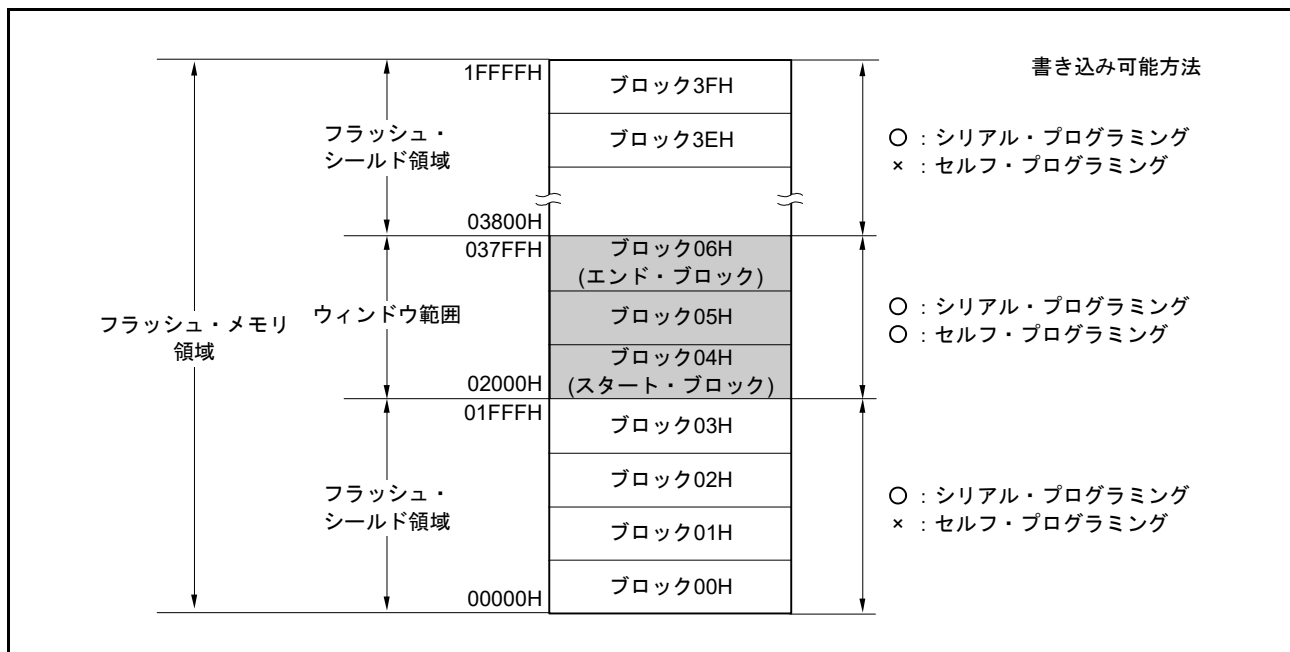 書き込み可能方法
1FFFFH
ブロック3FH
ブロック3EH
フラッシュ・
シールド領域
○ : シリアル・プログラミング
× : セルフ・プログラミング
03800H
037FFH
ブロック06H
(エンド・ブロック)
フラッシュ・メモリ
領域
ウィンドウ範囲
ブロック05H
○ : シリアル・プログラミング
○ : セルフ・プログラミング
ブロック04H
(スタート・ブロック)
02000H
01FFFH
ブロック03H
ブロック02H
フラッシュ・
シールド領域
○ : シリアル・プログラミング
× : セルフ・プログラミング
ブロック01H
ブロック00H
00000H